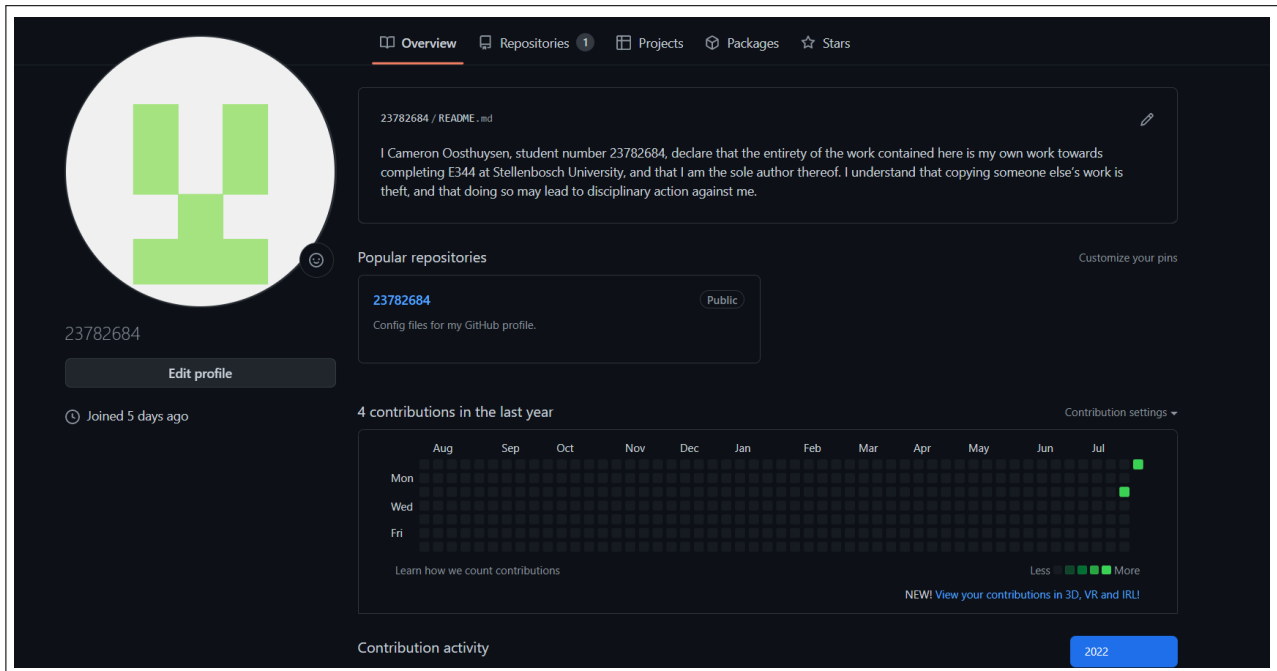 Overview Repositories 1 Projects Packages Stars
23782684 / README.md
I Cameron Oosthuysen, student number 23782684, declare that the entirety of the work contained here is my own work towards
completing E344 at Stellenbosch University, and that I am the sole author thereof. I understand that copying someone else's work is
theft, and that doing so may lead to disciplinary action against me.
Popular repositories Customize your pins
23782684 Public
Config files for my GitHub profile.
23782684
Edit profile
Joined 5 days ago
4 contributions in the last year Contribution settings
Aug Sep Oct Nov Dec Jan Feb Mar Apr May Jun Jul
Mon
Wed
Fri
Learn how we count contributions Less More
NEW! View your contributions in 3D, VR and IRL!
Contribution activity 2022